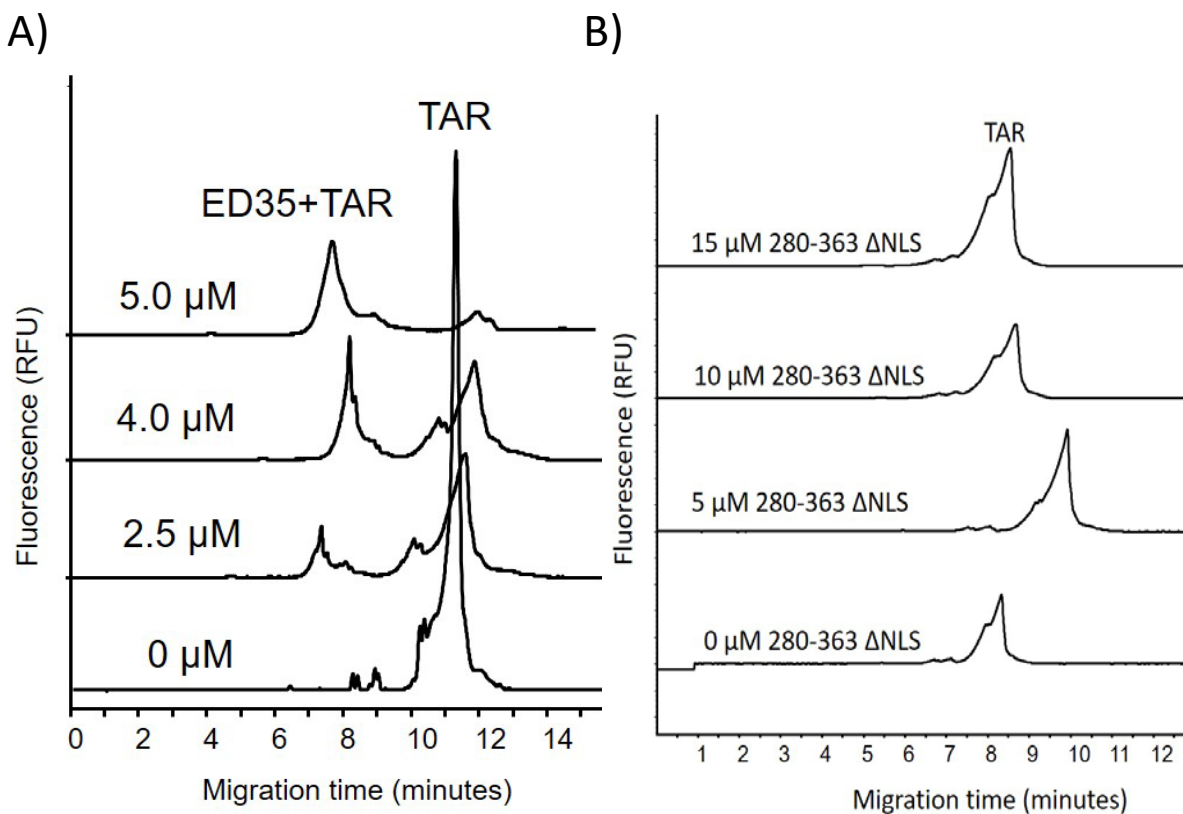 A)
TAR
ED35+TAR
5.0 µM
4.0 µM
2.5 µM
0 µM
Fluorescence (RFU)
0 2 4 6 8 10 12 14
Migration time (minutes)
B)
TAR
15 µM 280-363 ΔNLS
10 µM 280-363 ΔNLS
5 µM 280-363 ΔNLS
0 µM 280-363 ΔNLS
Fluorescence (RFU)
1 2 3 4 5 6 7 8 9 10 11 12
Migration time (minutes)